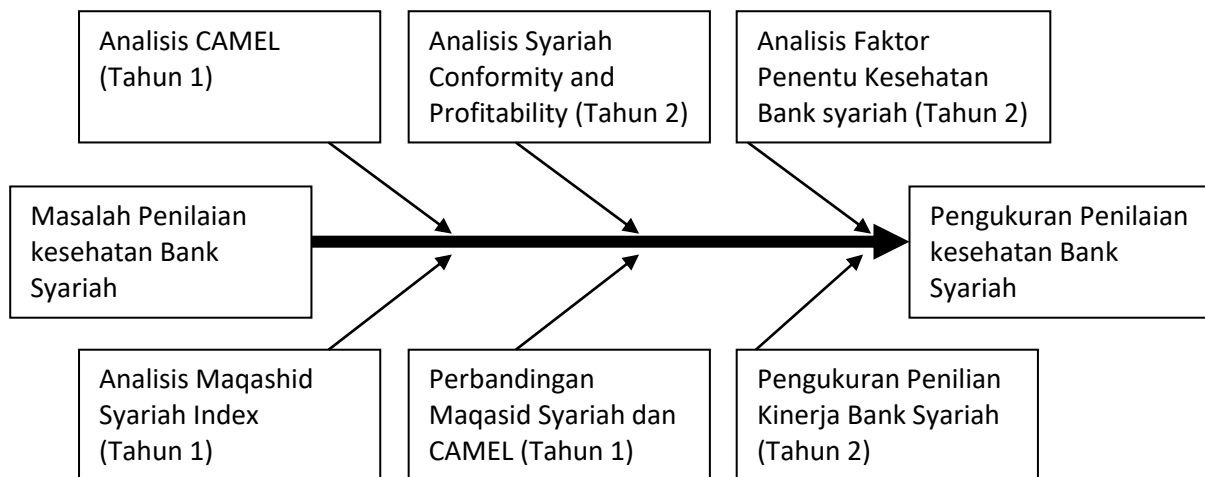 Analisis CAMEL
(Tahun 1)
Analisis Syariah
Conformity and
Profitability (Tahun 2)
Analisis Faktor
Penentu Kesehatan
Bank syariah (Tahun 2)
Masalah Penilaian
kesehatan Bank
Syariah
Pengukuran Penilaian
kesehatan Bank
Syariah
Analisis Maqashid
Syariah Index
(Tahun 1)
Perbandingan
Maqasid Syariah dan
CAMEL (Tahun 1)
Pengukuran Penilian
Kinerja Bank Syariah
(Tahun 2)